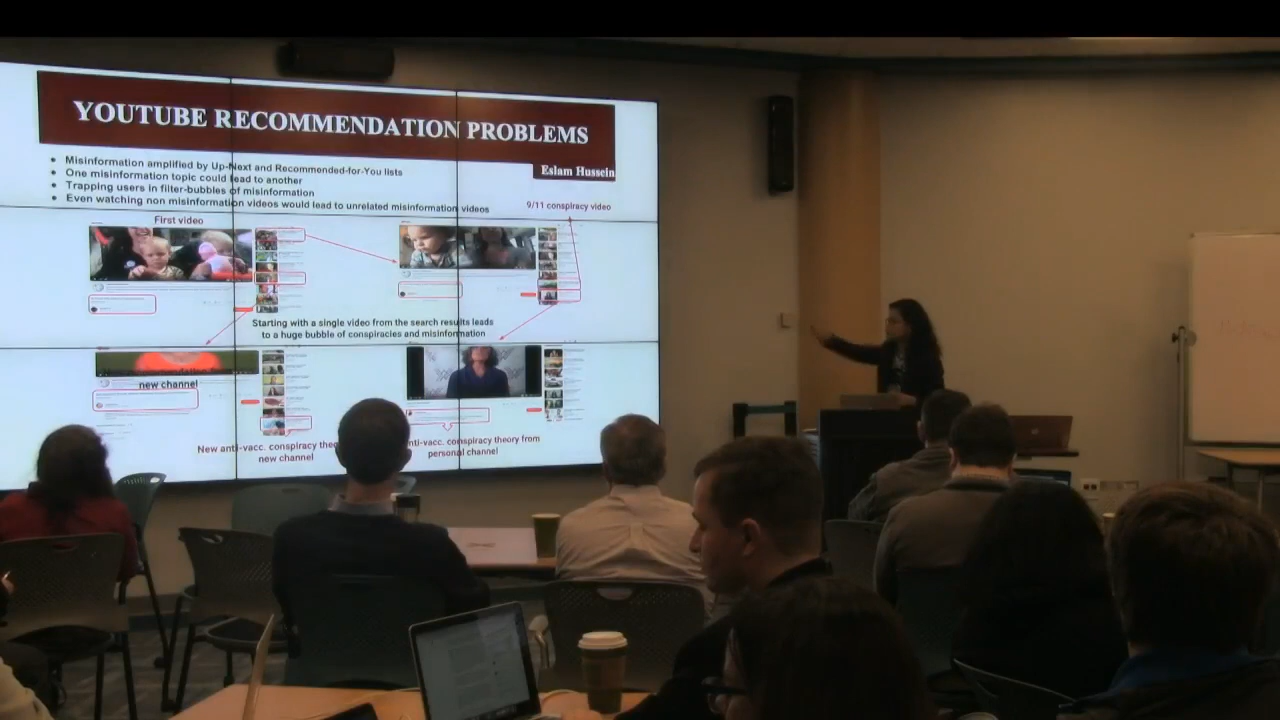 YOUTUBE RECOMMENDATION PROBLEMS
Eslam Hussein
• Misinformation amplified by Up-Next and Recommended-for-You lists
• One misinformation topic could lead to another
• Trapping users in filter-bubbles of misinformation
• Even watching non misinformation videos would lead to unrelated misinformation videos
9/11 conspiracy video
First video
Starting with a single video from the search results leads
to a huge bubble of conspiracies and misinformation
new channel
New anti-vacc. conspiracy
new channel
anti-vacc. conspiracy theory from
personal channel